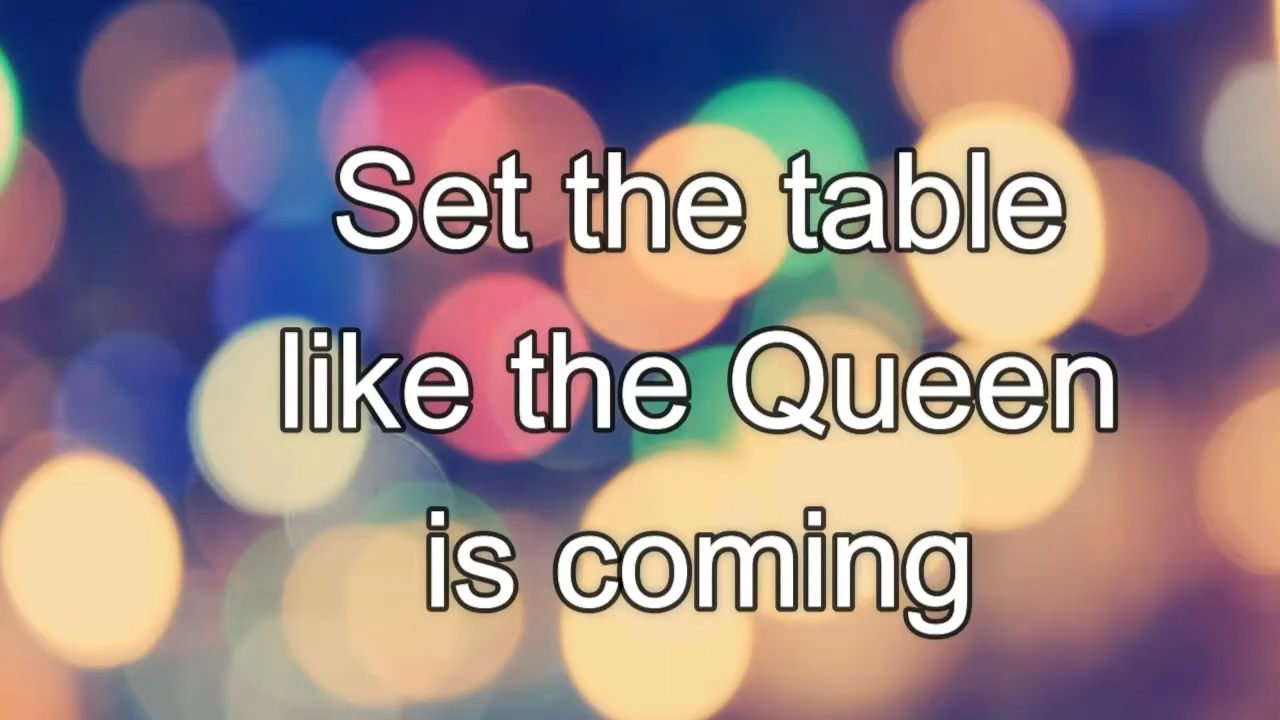 Set the table
like the Queen
is coming